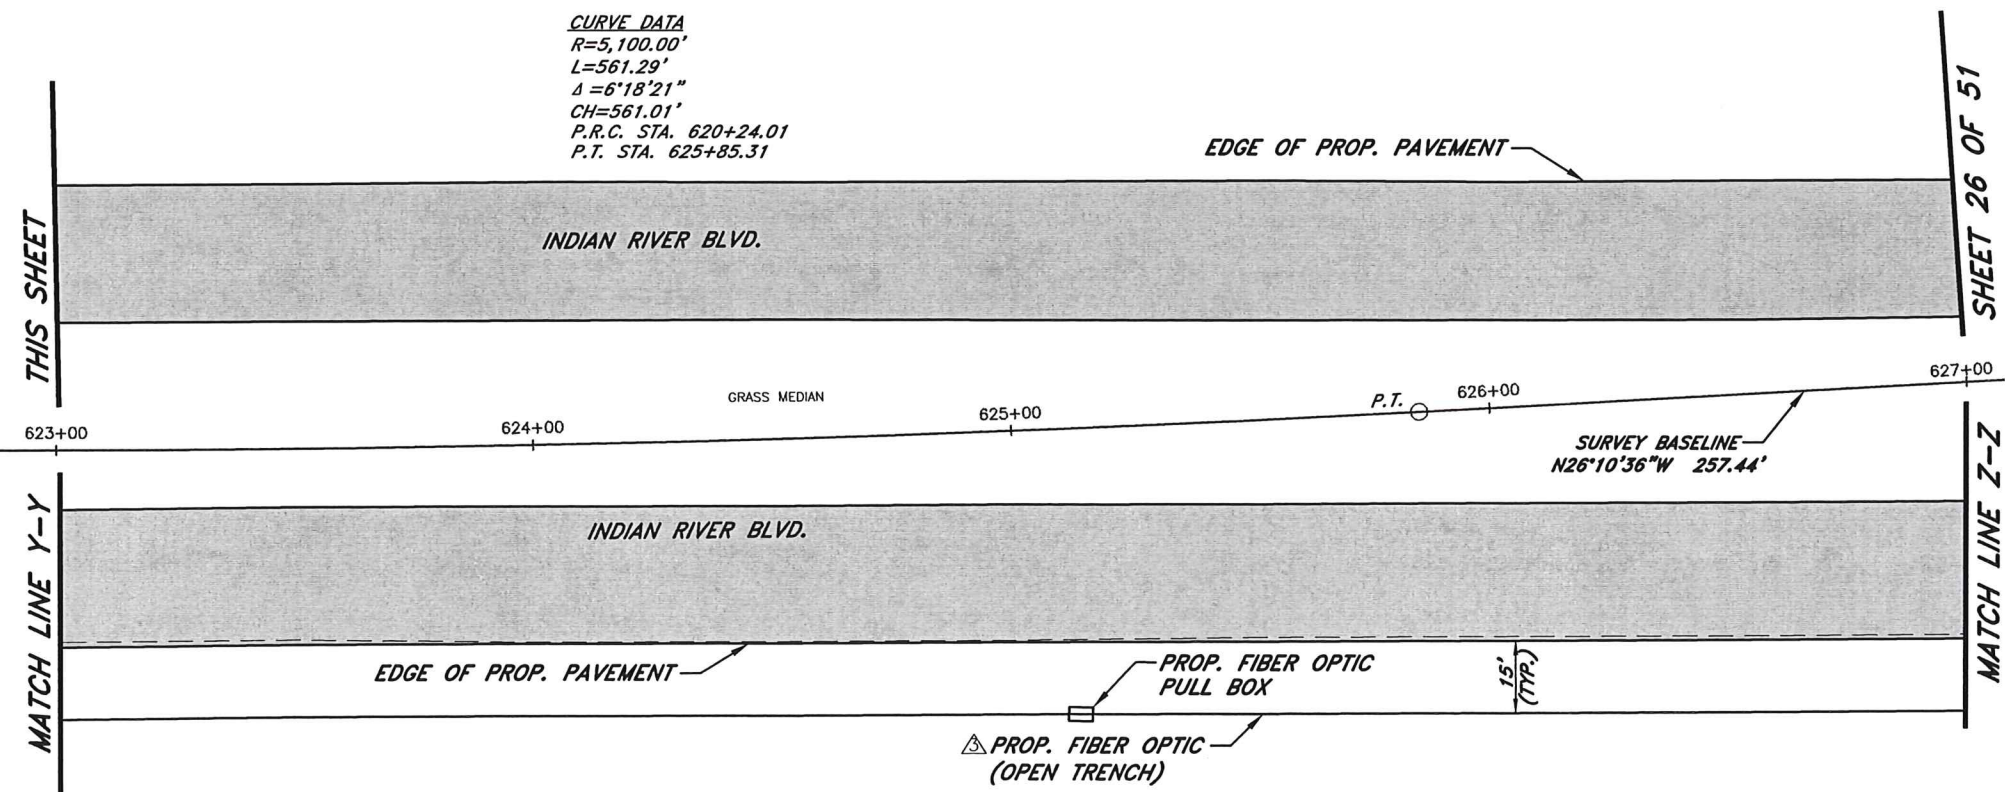 CURVE DATA
R=5,100.00'
L=561.29'
Δ =6°18'21"
CH=561.01'
P.R.C. STA. 620+24.01
P.T. STA. 625+85.31
EDGE OF PROP. PAVEMENT
THIS SHEET
SHEET 26 OF 51
INDIAN RIVER BLVD.
GRASS MEDIAN
623+00
624+00
625+00
P.T.
626+00
627+00
SURVEY BASELINE
N26°10'36"W 257.44'
MATCH LINE Y-Y
MATCH LINE Z-Z
INDIAN RIVER BLVD.
EDGE OF PROP. PAVEMENT
PROP. FIBER OPTIC
PULL BOX
15'
(TYP.)
3 PROP. FIBER OPTIC
(OPEN TRENCH)